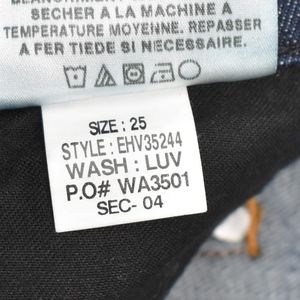 SECHER A LA MACHINE A
TEMPERATURE MOYENNE. REPASSER
A FER TIEDE SI NECESSAIRE.
SIZE : 25
STYLE : EHV35244
WASH : LUV
P.O# WA3501
SEC- 04